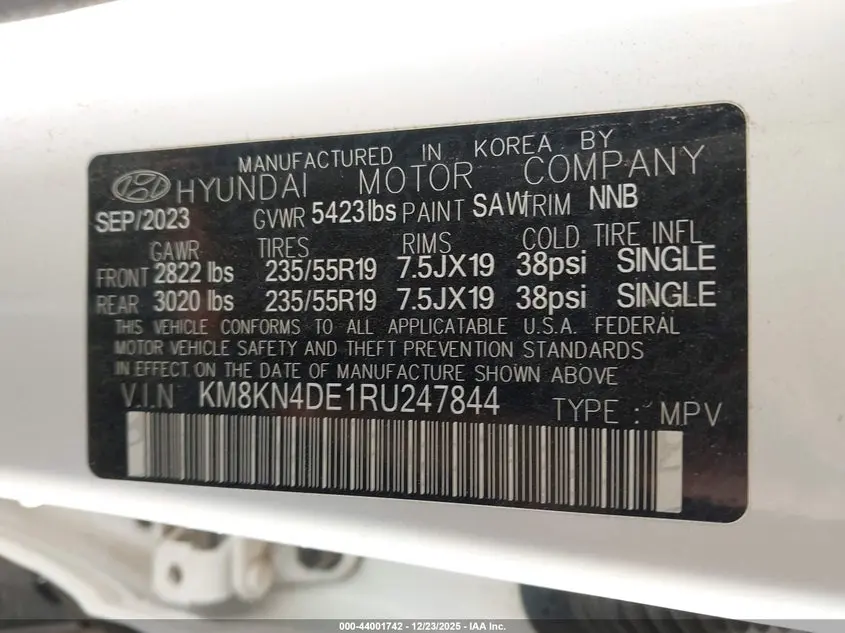 MANUFACTURED IN KOREA BY
HYUNDAI MOTOR COMPANY
SEP/2023 GVWR 5423lbs PAINT SAW TRIM NNB
GAWR TIRES RIMS COLD TIRE INFL
FRONT 2822 lbs 235/55R19 7.5JX19 38psi SINGLE
REAR 3020 lbs 235/55R19 7.5JX19 38psi SINGLE
THIS VEHICLE CONFORMS TO ALL APPLICATABLE U.S.A. FEDERAL
MOTOR VEHICLE SAFETY AND THEFT PREVENTION STANDARDS
IN EFFECT ON THE DATE OF MANUFACTURE SHOWN ABOVE
V.I.N KM8KN4DE1RU247844 TYPE : MPV
000-44001742 - 12/23/2025 - IAA Inc.